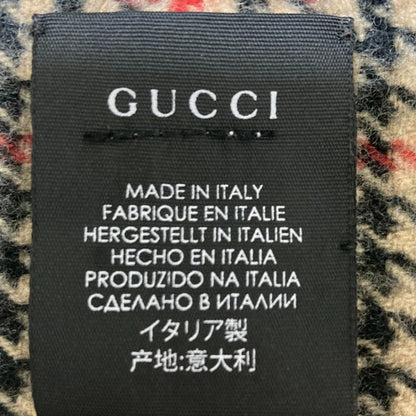 GUCCI
MADE IN ITALY
FABRIQUE EN ITALIE
HERGESTELLT IN ITALIEN
HECHO EN ITALIA
PRODUZIDO NA ITALIA
СДЕЛАНО В ИТАЛИИ
イタリア製
产地:意大利